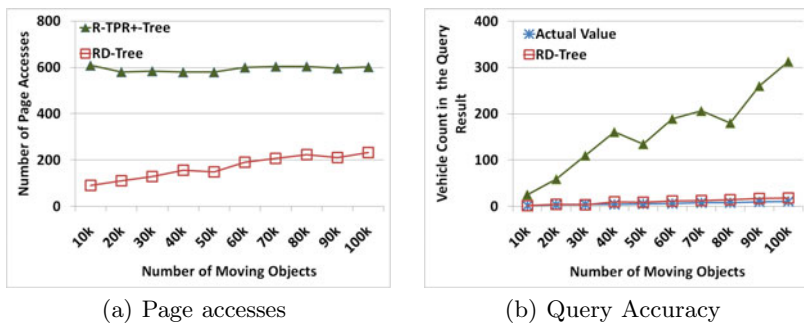 R-TPR+-Tree
RD-Tree
Number of Page Accesses
800
600
400
200
0
10k
20k
30k
40k
50k
60k
70k
80k
90k
100k
Number of Moving Objects
(a) Page accesses
Actual Value
RD-Tree
Vehicle Count in the Query
Result
400
300
200
100
0
10k
20k
30k
40k
50k
60k
70k
80k
90k
100k
Number of Moving Objects
(b) Query Accuracy